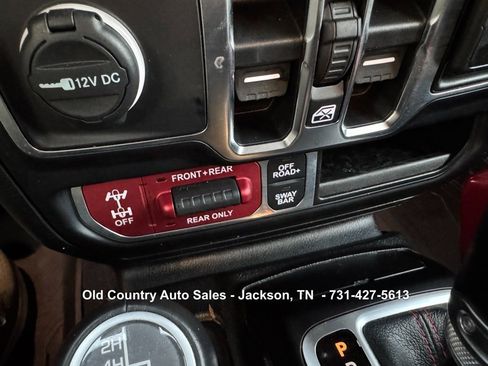 12V DC
FRONT+REAR
OFF
ROAD+
OFF
REAR ONLY
SWAY
BAR
Old Country Auto Sales - Jackson, TN - 731-427-5613
2H
4H
P